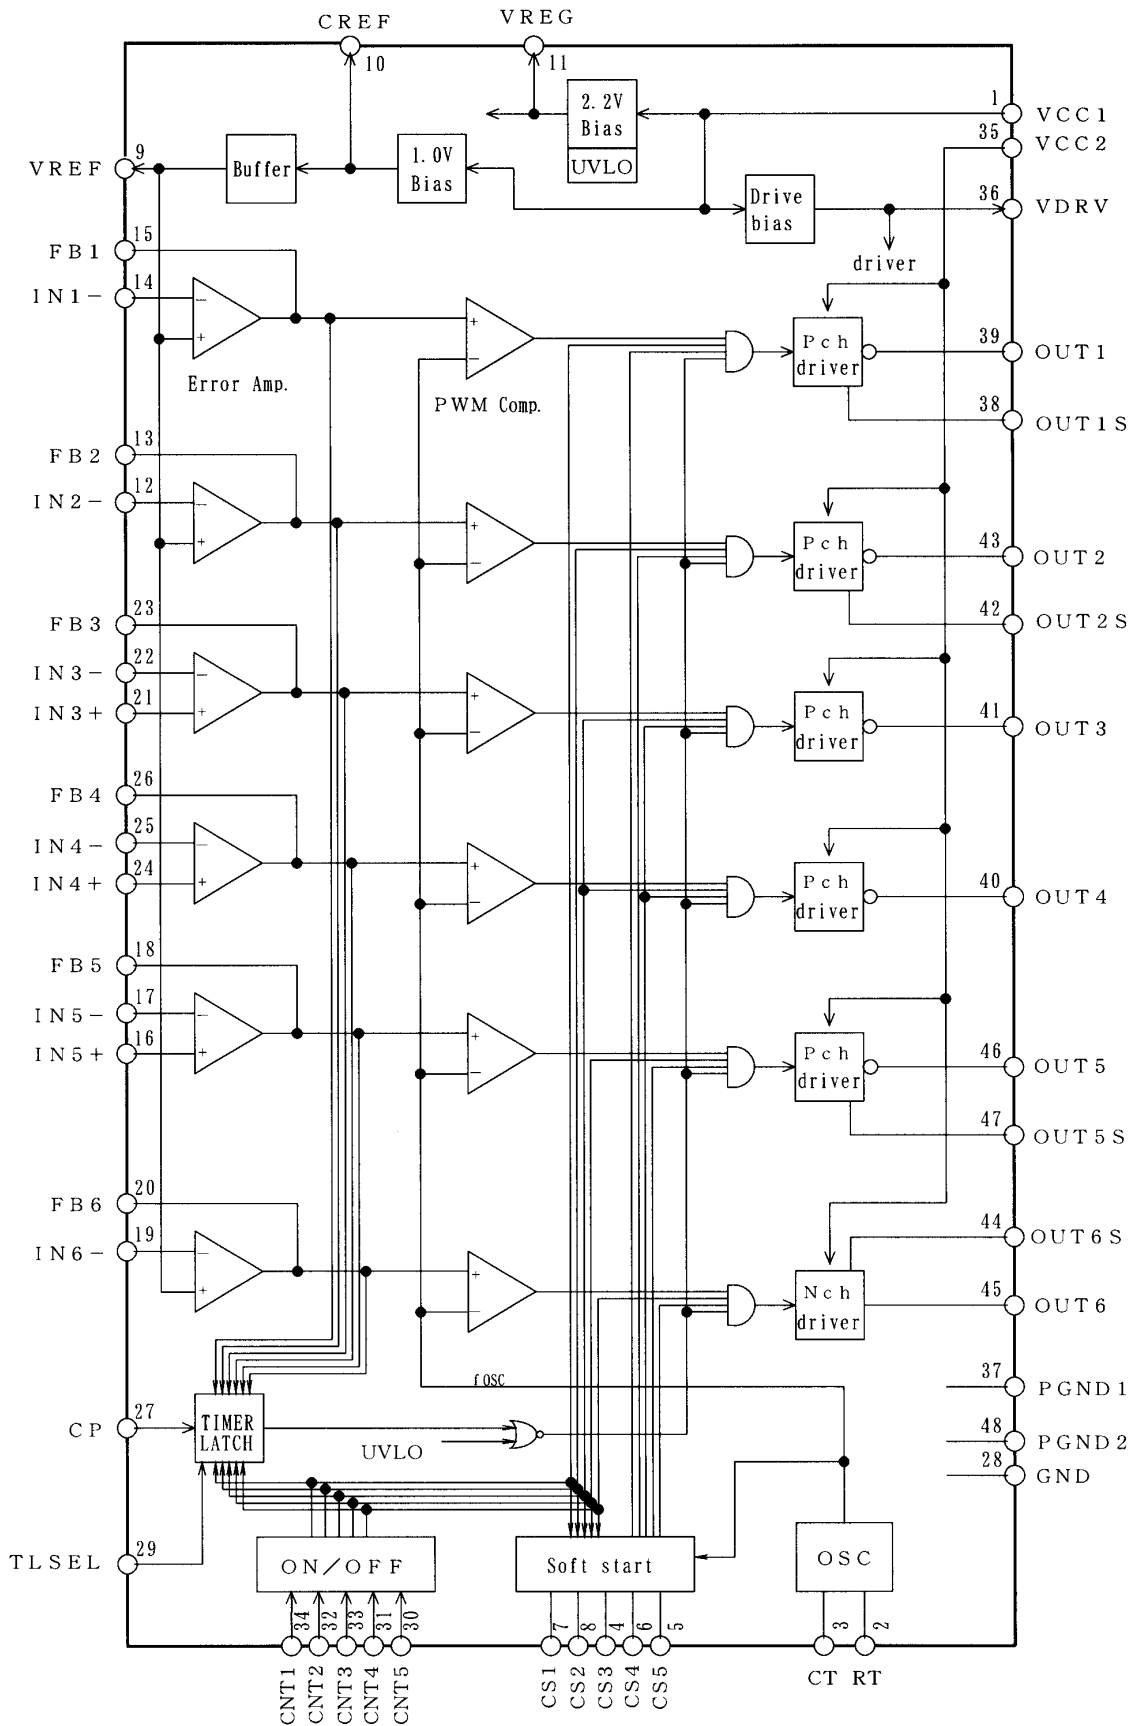 CREF
VREG
10
11
2.2V
Bias
UVLO
1
VCC1
35
VCC2
VREF
9
Buffer
1.0V
Bias
Drive
bias
36
VDRV
driver
FB1
15
IN1-
14
-
+
Error Amp.
+
-
PWM Comp.
Pch
driver
39
OUT1
38
OUT1S
FB2
13
IN2-
12
-
+
+
-
Pch
driver
43
OUT2
42
OUT2S
FB3
23
IN3-
22
IN3+
21
-
+
+
-
Pch
driver
41
OUT3
FB4
26
IN4-
25
IN4+
24
-
+
+
-
Pch
driver
40
OUT4
FB5
18
IN5-
17
IN5+
16
-
+
+
-
Pch
driver
46
OUT5
47
OUT5S
FB6
20
IN6-
19
-
+
+
-
Nch
driver
44
OUT6S
45
OUT6
fOSC
37
PGND1
CP
27
TIMER
LATCH
UVLO
48
PGND2
28
GND
TLSEL
29
ON/OFF
Soft start
OSC
34
32
33
31
30
7
8
4
6
5
3
2
CNT1
CNT2
CNT3
CNT4
CNT5
CS1
CS2
CS3
CS4
CS5
CT RT